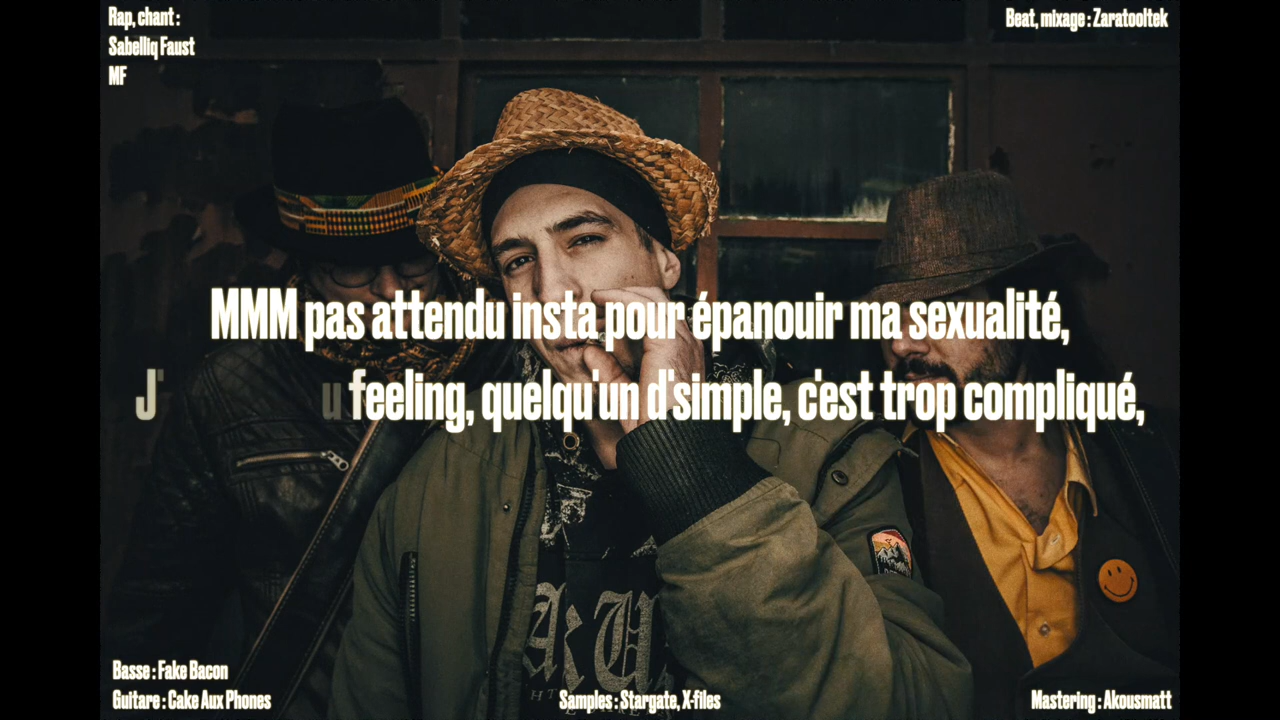 Rap, chant :
Sabelliq Faust
MF
Beat, mixage : Zaratooltek
MMM pas attendu insta pour épanouir ma sexualité,
J' u feeling, quelqu'un d'simple, c'est trop compliqué,
Basse : Fake Bacon
Guitare : Cake Aux Phones
Samples : Stargate, X-files
Mastering : Akousmatt